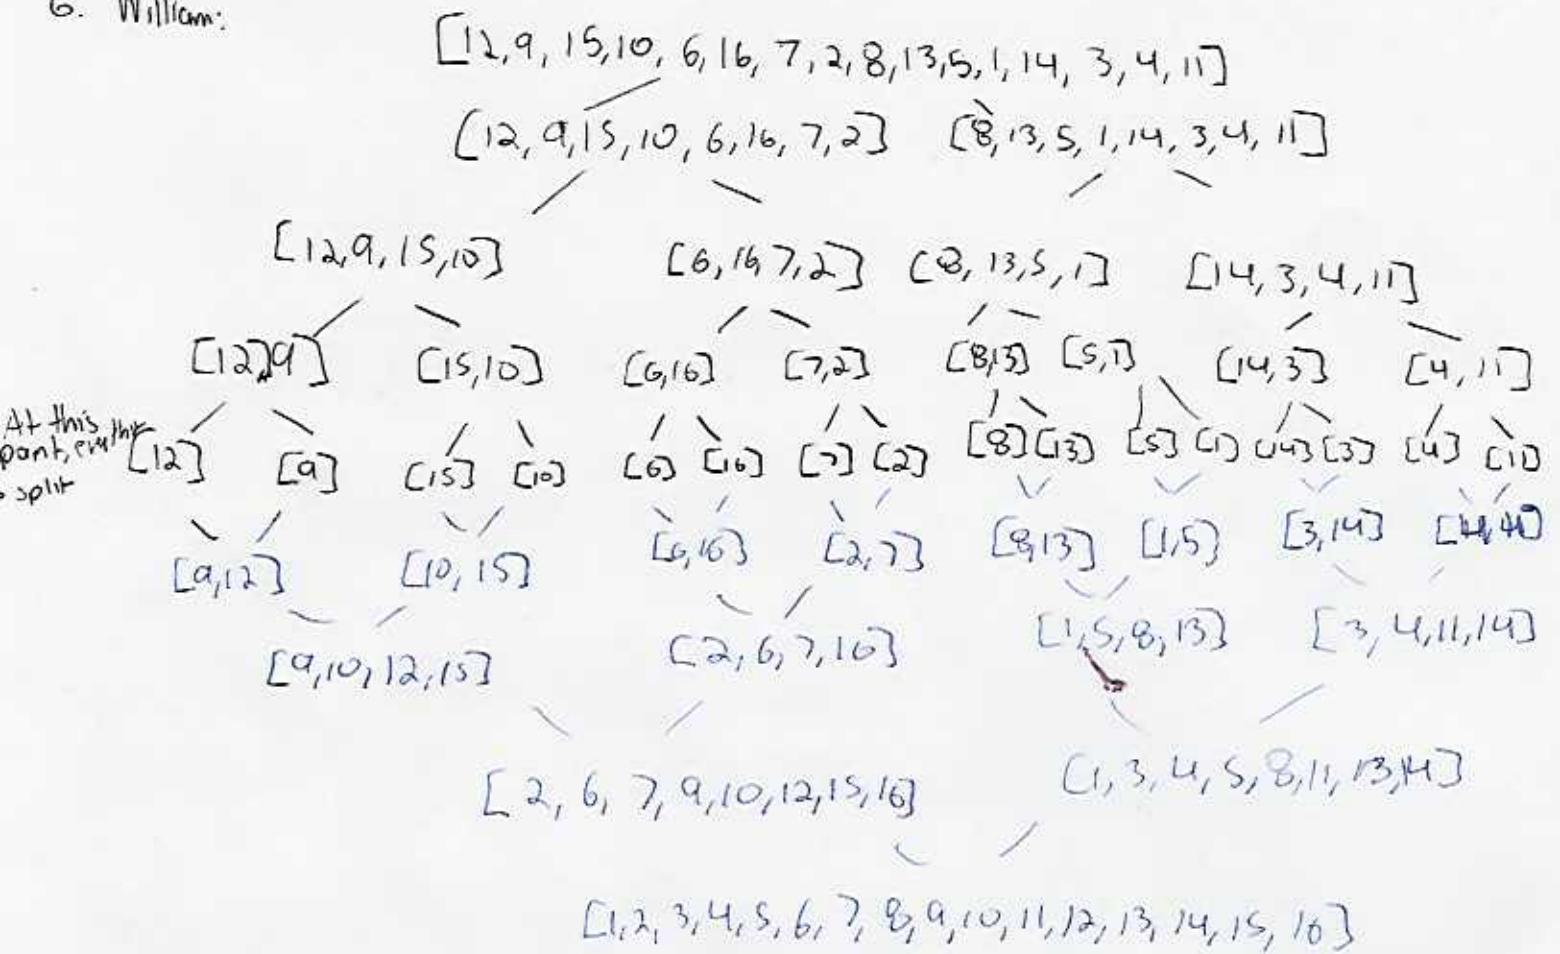 6. William:
[12,9, 15,10, 6,16, 7,2,8,13,5,1,14, 3,4,11]
[12, 9,15,10, 6,16, 7,2] [8,13,5,1,14, 3,4,11]
[12,9,15,10] [6,16,7,2] [8,13,5,1] [14,3,4,11]
[12],9] [15,10] [6,16] [7,2] [8,13] [5,1] [14,3] [4,11]
At this
point,
split
[12] [9] [15] [10] [6] [16] [7] [2] [8] [13] [5] [1] [14] [3] [4] [11]
[9,12] [10,15] [6,16] [2,7] [8,13] [1,5] [3,14]
[9,10,12,15] [2,6,7,16] [1,5,8,13] [3,4,11,14]
[2, 6, 7, 9,10,12,15,16] [1,3,4,5,8,11,13,14]
[1,2,3,4,5,6,7,8,9,10,11,12,13,14,15,16]